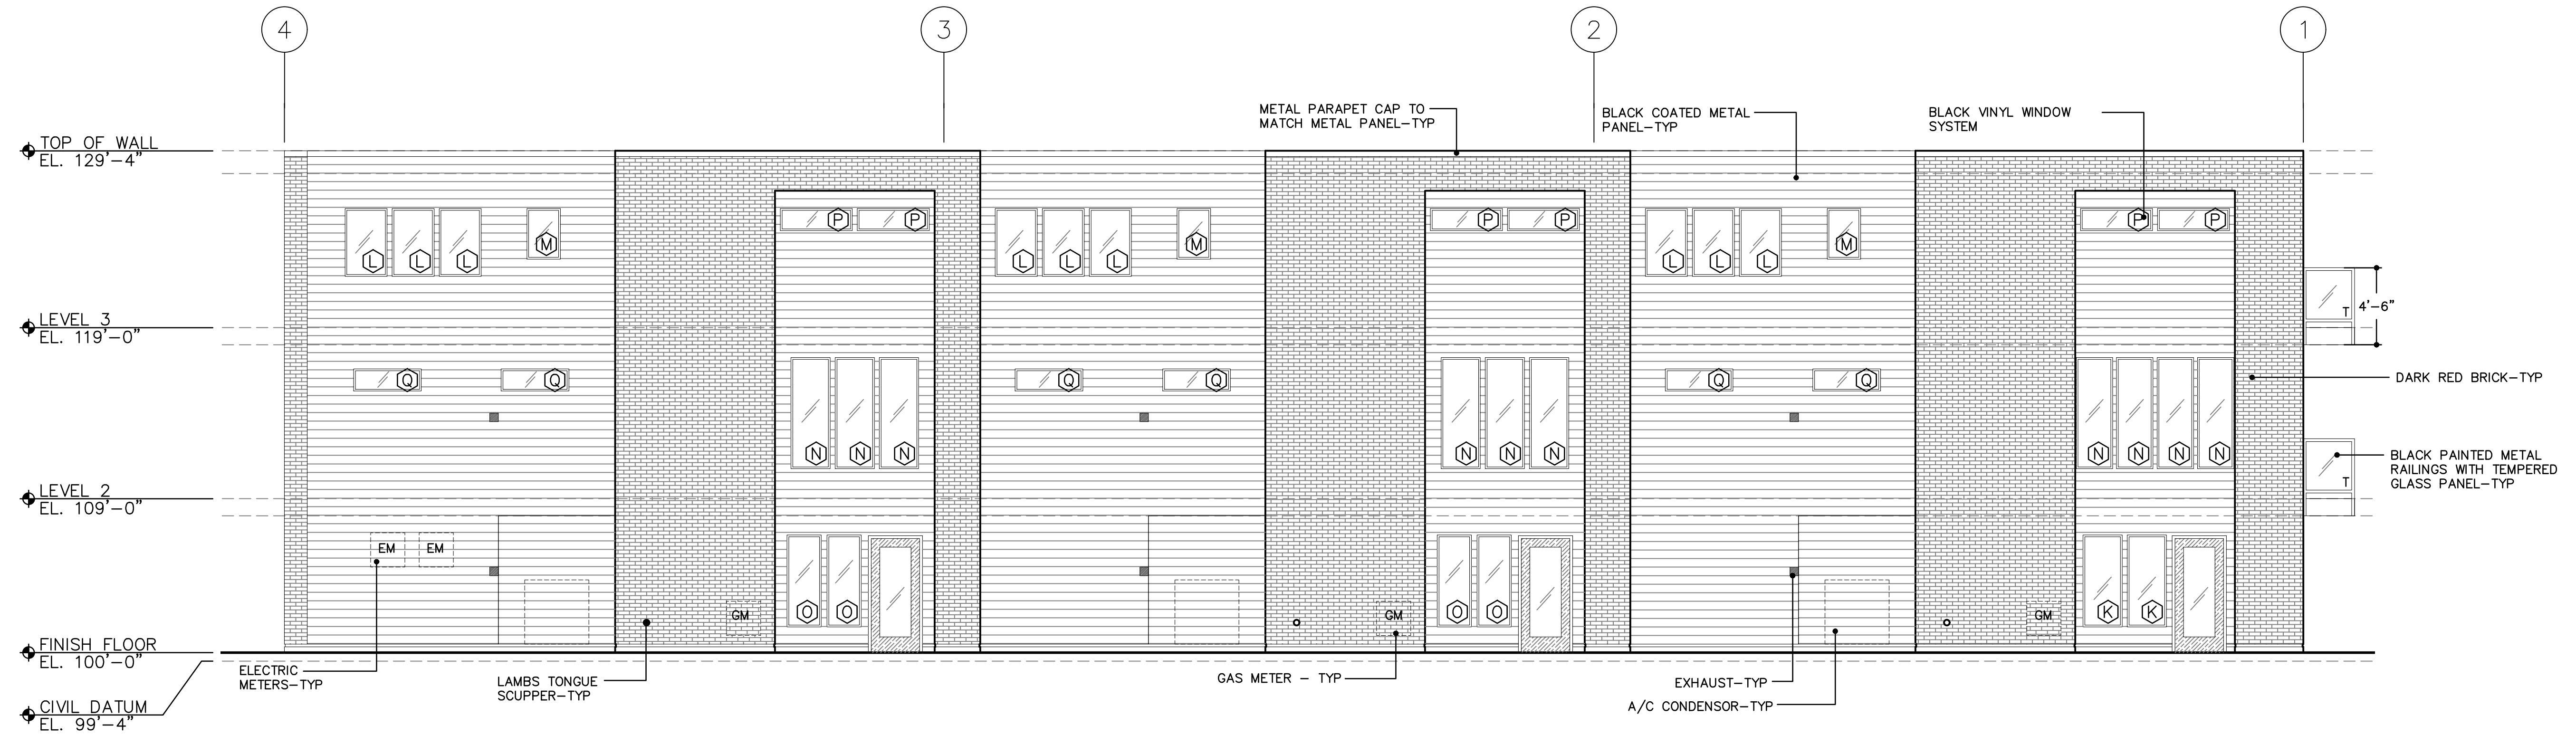 4
3
2
1
METAL PARAPET CAP TO
MATCH METAL PANEL-TYP
BLACK COATED METAL
PANEL-TYP
BLACK VINYL WINDOW
SYSTEM
TOP OF WALL
EL. 129'-4"
P P P P P P
L L L M L L L M L L L M
4'-6"
T
LEVEL 3
EL. 119'-0"
Q Q Q Q Q Q
DARK RED BRICK-TYP
N N N N N N N N N N
BLACK PAINTED METAL
RAILINGS WITH TEMPERED
GLASS PANEL-TYP
T
LEVEL 2
EL. 109'-0"
EM EM
GM GM GM
O O O O K K
FINISH FLOOR
EL. 100'-0"
ELECTRIC
METERS-TYP
LAMBS TONGUE
SCUPPER-TYP
GAS METER - TYP
EXHAUST-TYP
A/C CONDENSOR-TYP
CIVIL DATUM
EL. 99'-4"